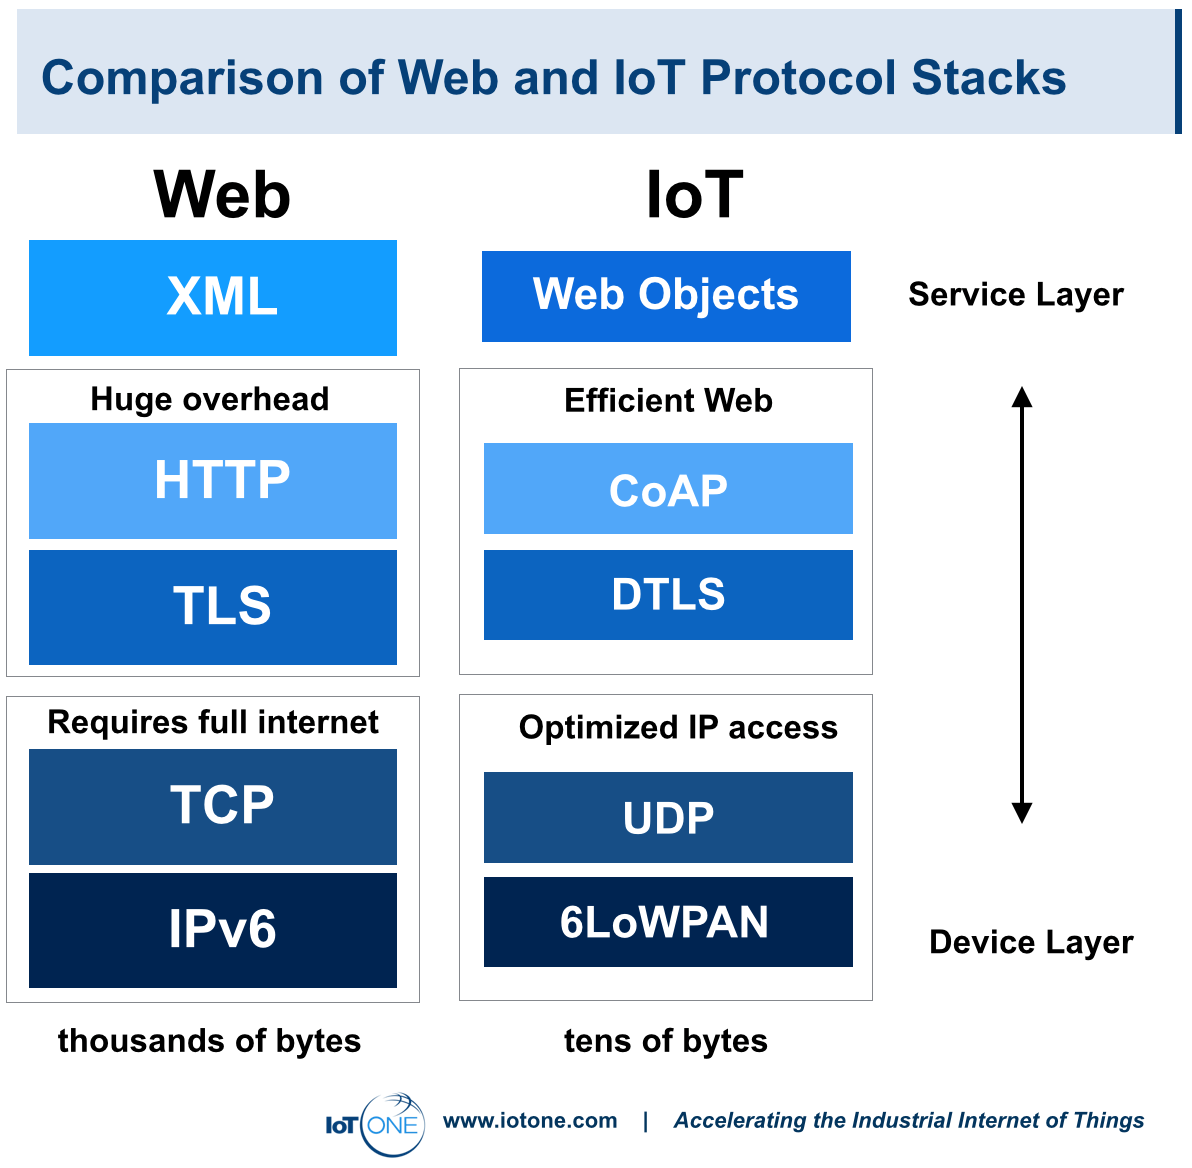 Comparison of Web and IoT Protocol Stacks
Web
IoT
XML
Web Objects
Service Layer
Huge overhead
HTTP
TLS
Efficient Web
CoAP
DTLS
Requires full internet
TCP
IPv6
Optimized IP access
UDP
6LoWPAN
Device Layer
thousands of bytes
tens of bytes
IoT ONE
www.iotone.com | Accelerating the Industrial Internet of Things